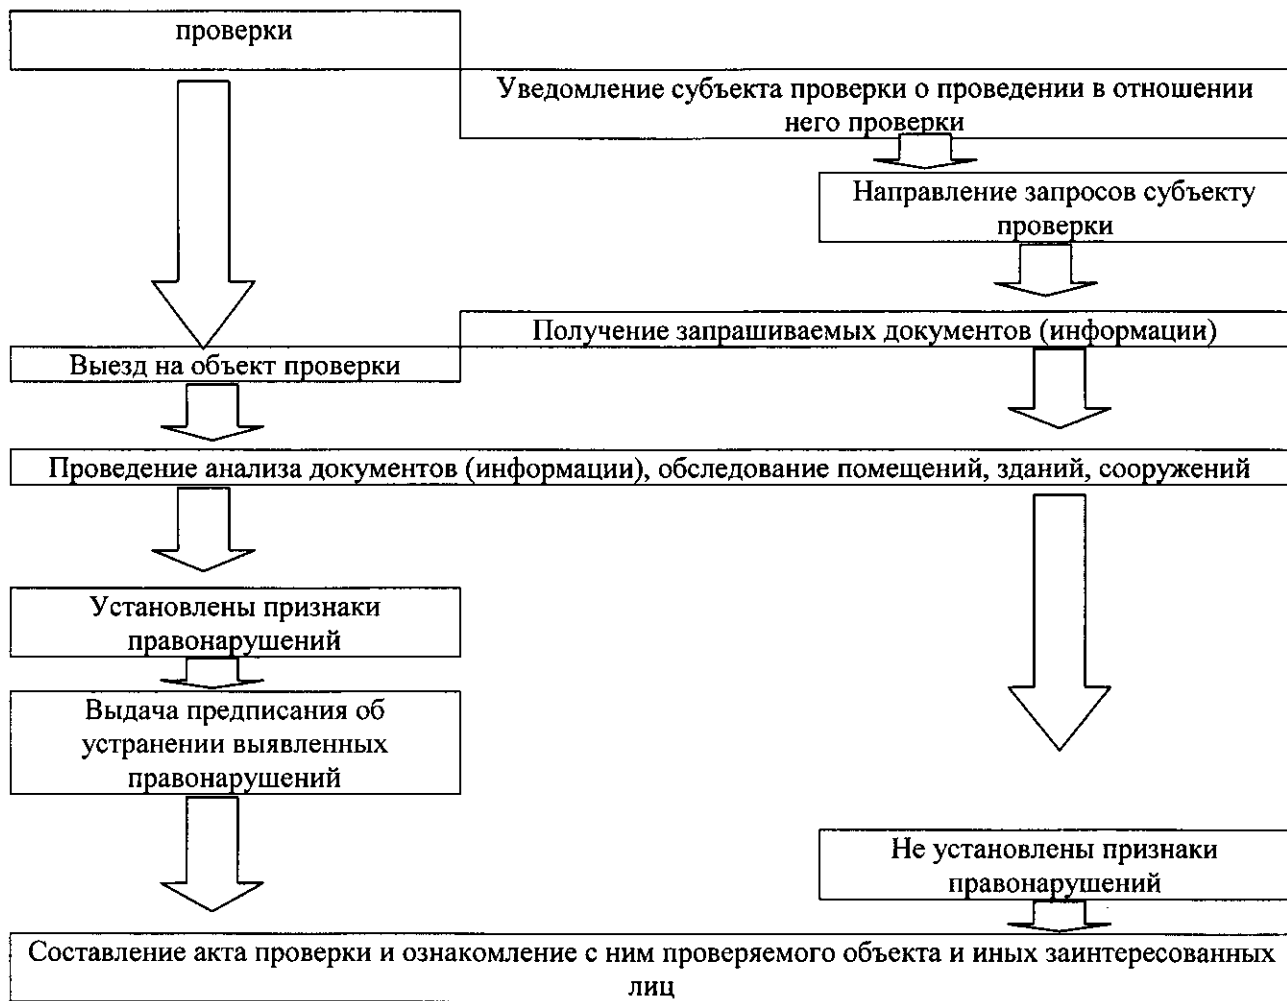 проверки
Уведомление субъекта проверки о проведении в отношении
него проверки
Направление запросов субъекту
проверки
Получение запрашиваемых документов (информации)
Выезд на объект проверки
Проведение анализа документов (информации), обследование помещений, зданий, сооружений
Установлены признаки
правонарушений
Выдача предписания об
устранении выявленных
правонарушений
Не установлены признаки
правонарушений
Составление акта проверки и ознакомление с ним проверяемого объекта и иных заинтересованных
лиц